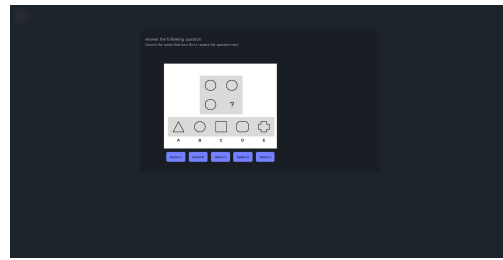 Answer the following question
Choose the option that best fits to replace the question mark
?
A B C D E
Option A Option B Option C Option D Option E